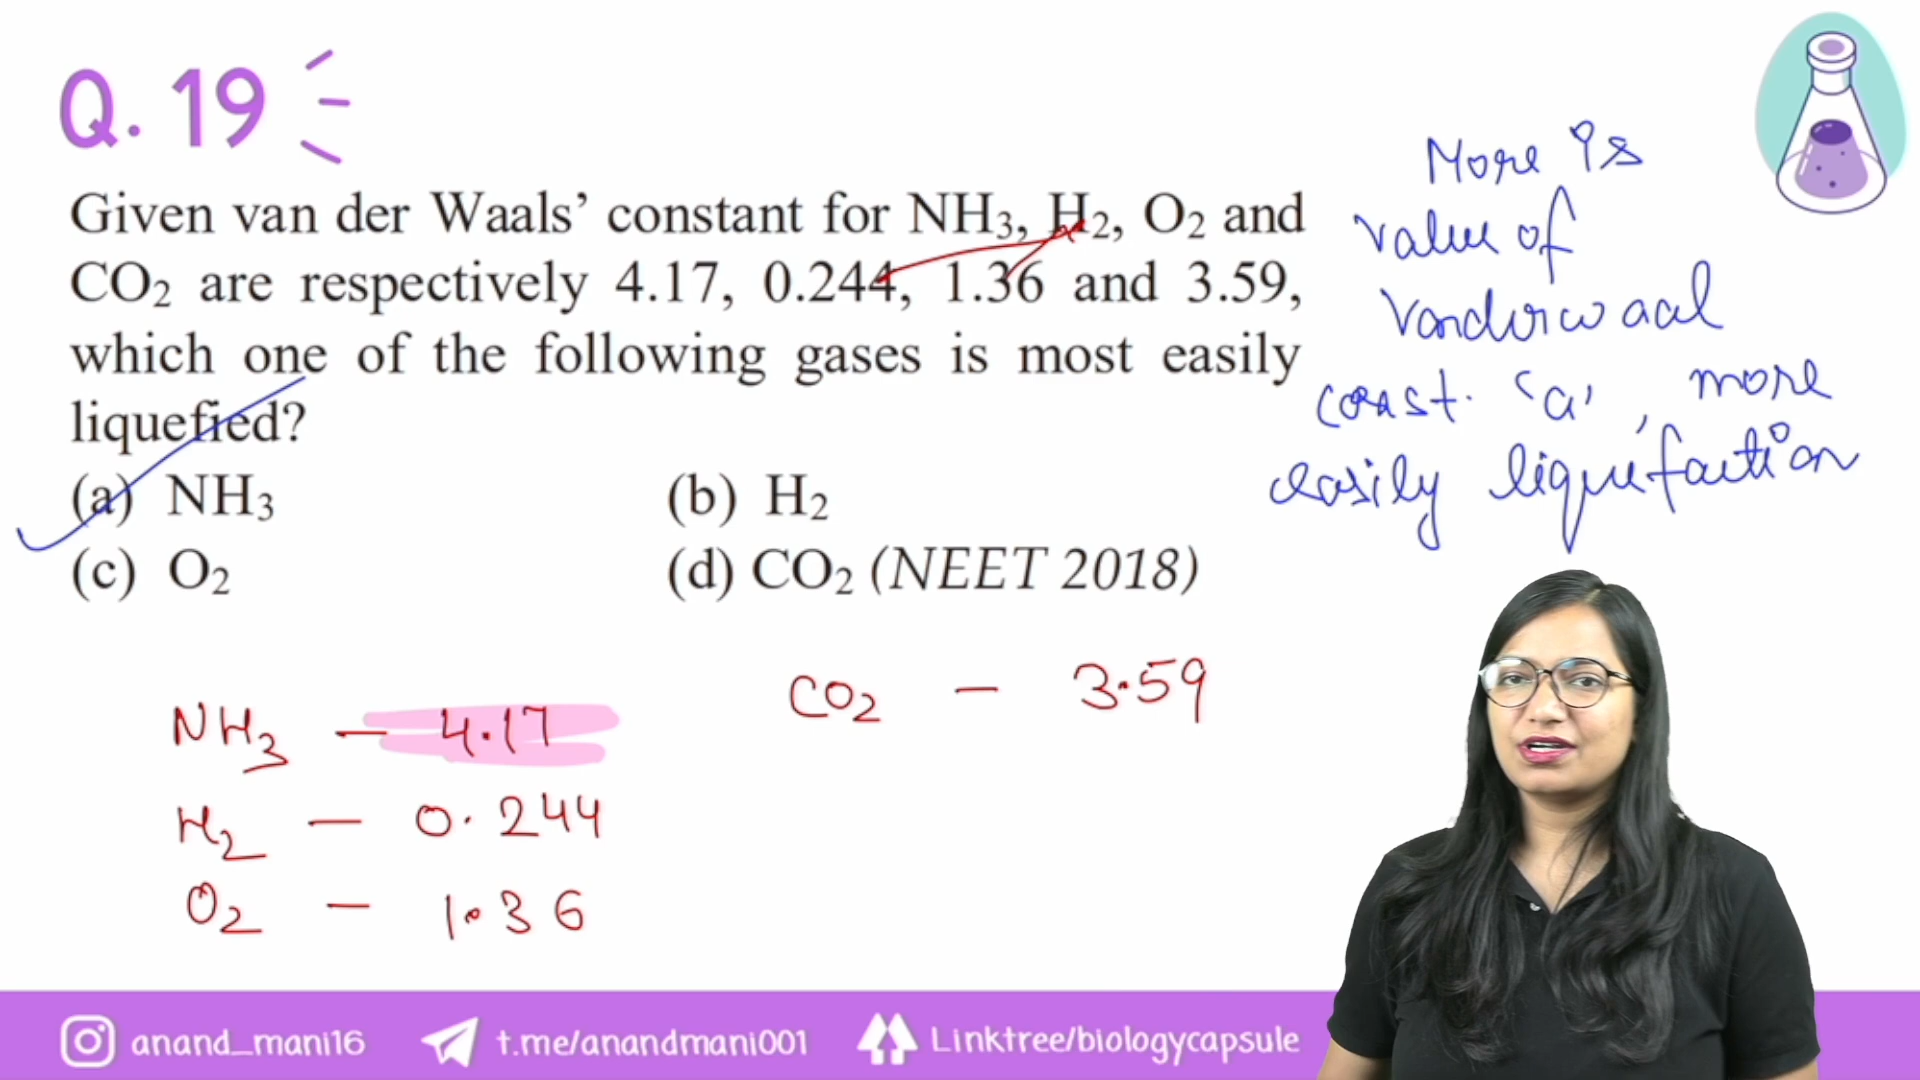 Q. 19
Given van der Waals’ constant for NH3, H2, O2 and
CO2 are respectively 4.17, 0.244, 1.36 and 3.59,
which one of the following gases is most easily
liquefied?
(a) NH3
(b) H2
(c) O2
(d) CO2 (NEET 2018)
More is
value of
Vanderwaal
const. ‘a’, more
easily liquifaction
NH3 – 4.17
H2 – 0.244
O2 – 1.36
CO2 – 3.59
anand_mani16
t.me/anandmani001
Linktree/biologycapsule